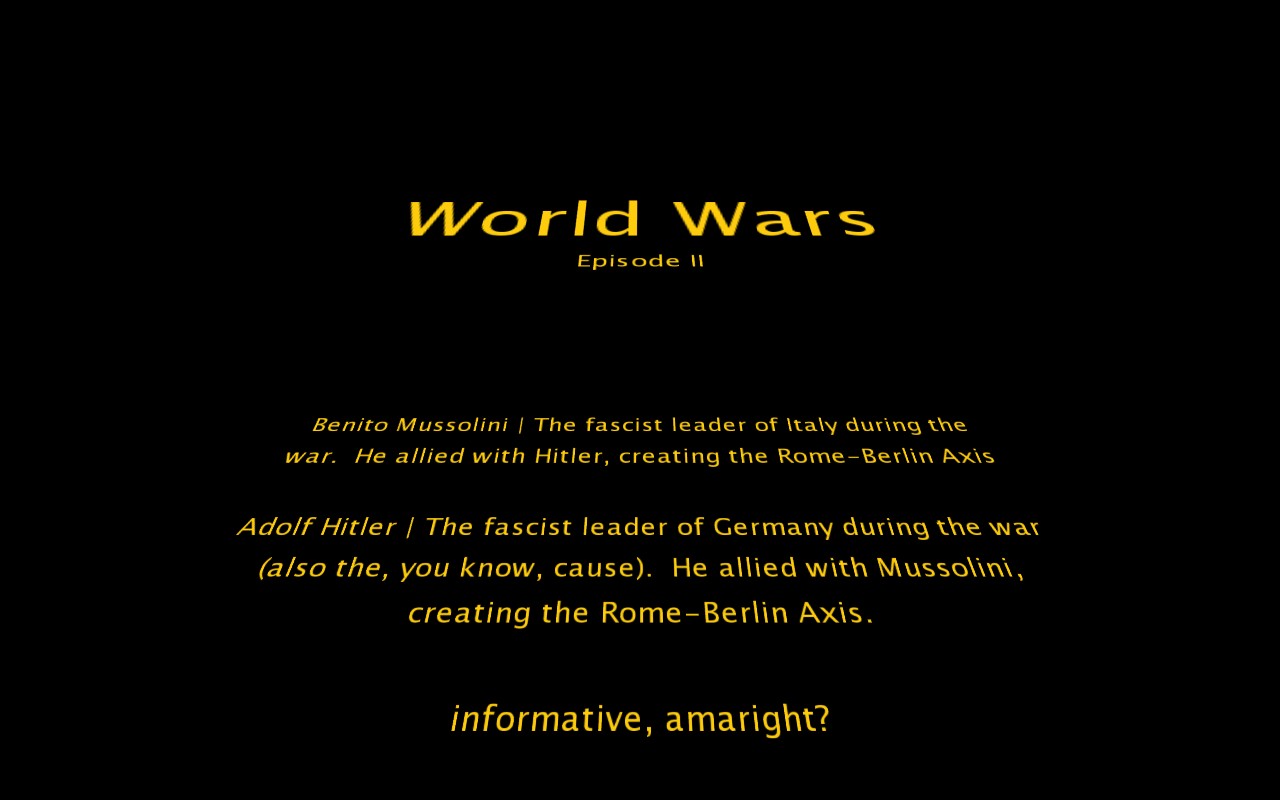 World Wars
Episode II
Benito Mussolini | The fascist leader of Italy during the
war.  He allied with Hitler, creating the Rome-Berlin Axis
Adolf Hitler | The fascist leader of Germany during the war
(also the, you know, cause).  He allied with Mussolini,
creating the Rome-Berlin Axis.
informative, amaright?